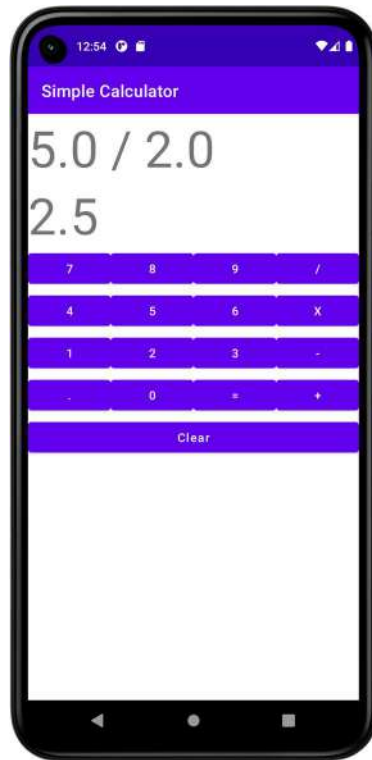 12:54
Simple Calculator
5.0 / 2.0
2.5
7 8 9 /
4 5 6 X
1 2 3 -
. 0 = +
Clear